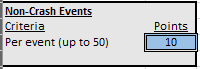 Non-Crash Events
Criteria Points
Per event (up to 50) 10